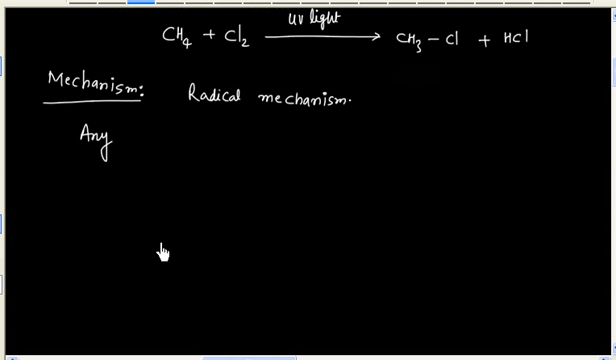 UV light
CH4 + Cl2 → CH3 – Cl + HCl
Mechanism: Radical mechanism.
Any